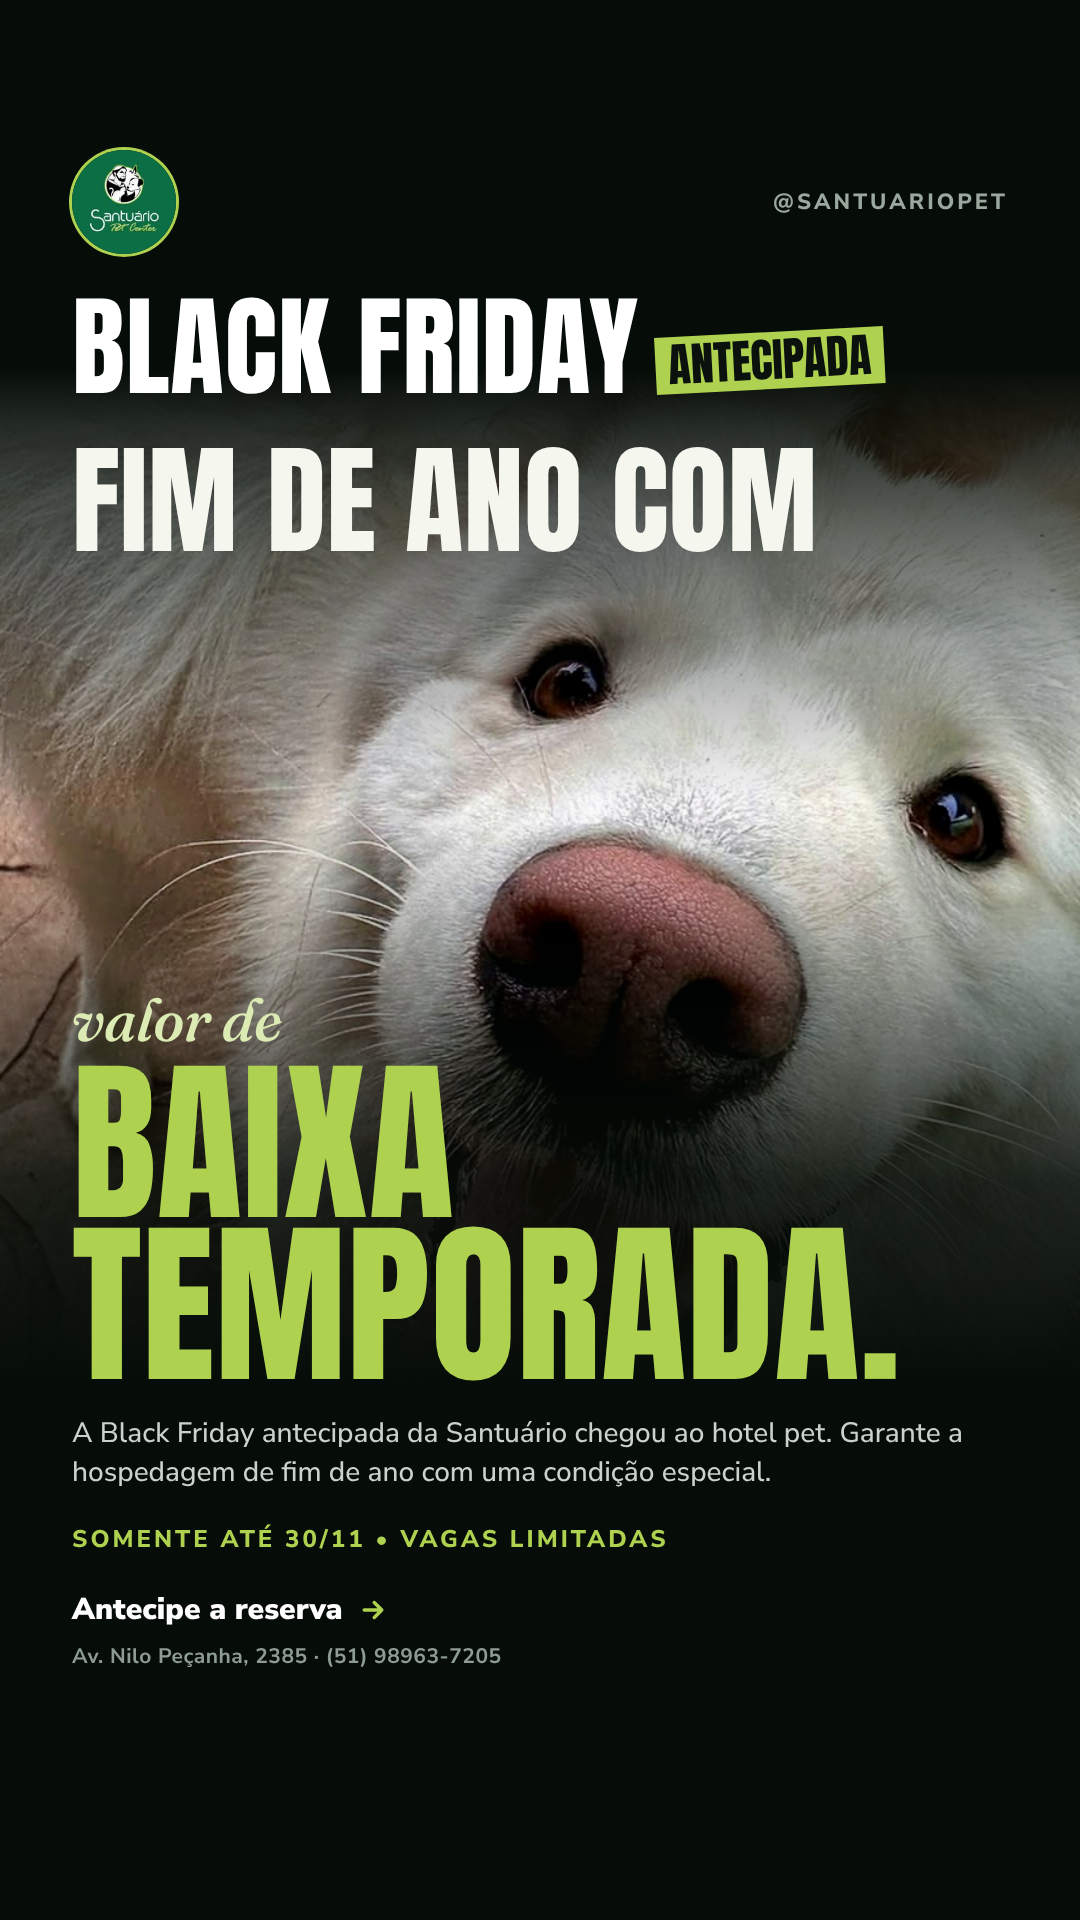 Santuário
Pet Center
@SANTUARIOPET
BLACK FRIDAY ANTECIPADA
FIM DE ANO COM
valor de
BAIXA
TEMPORADA.
A Black Friday antecipada da Santuário chegou ao hotel pet. Garante a
hospedagem de fim de ano com uma condição especial.
SOMENTE ATÉ 30/11 • VAGAS LIMITADAS
Antecipe a reserva →
Av. Nilo Peçanha, 2385 · (51) 98963-7205